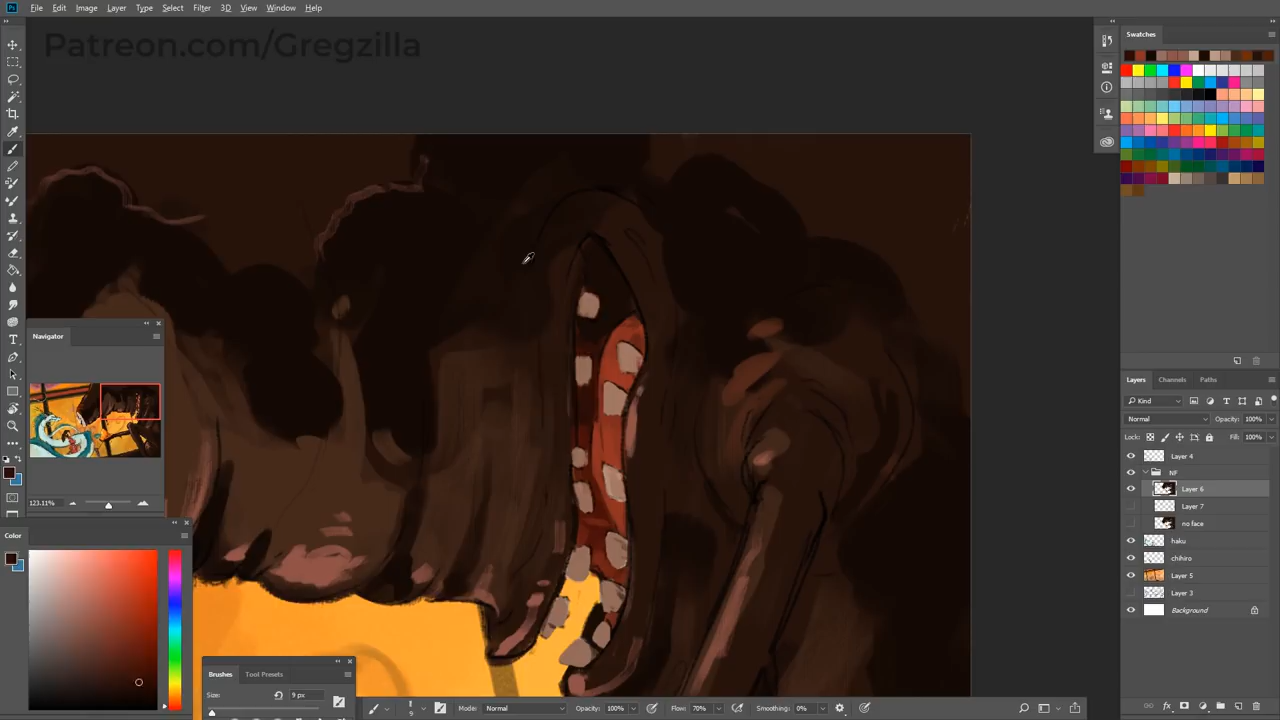 File Edit Image Layer Type Select Filter 3D View Window Help
Patreon.com/Gregzilla
Swatches
Navigator
123.11%
Color
Brushes Tool Presets
Size: 9 px
9 Mode: Normal Opacity: 100% Flow: 70% Smoothing: 0%
Layers Channels Paths
Kind
Normal Opacity: 100%
Lock: Fill: 100%
Layer 4
NF
Layer 6
Layer 7
no face
haku
chihiro
Layer 5
Layer 3
Background